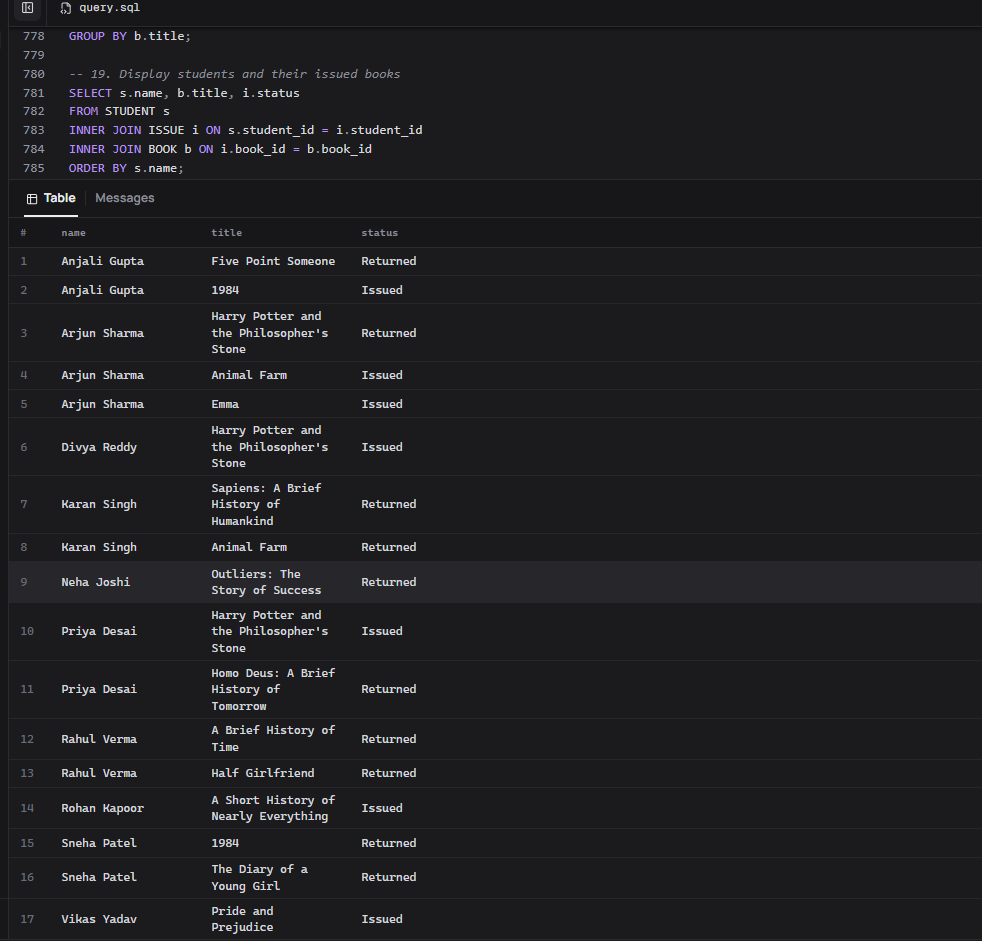 query.sql
778 GROUP BY b.title;
779
780 -- 19. Display students and their issued books
781 SELECT s.name, b.title, i.status
782 FROM STUDENT s
783 INNER JOIN ISSUE i ON s.student_id = i.student_id
784 INNER JOIN BOOK b ON i.book_id = b.book_id
785 ORDER BY s.name;
Table Messages
# name title status
1 Anjali Gupta Five Point Someone Returned
2 Anjali Gupta 1984 Issued
Harry Potter and
3 Arjun Sharma the Philosopher's Returned
Stone
4 Arjun Sharma Animal Farm Issued
5 Arjun Sharma Emma Issued
Harry Potter and
6 Divya Reddy the Philosopher's Issued
Stone
Sapiens: A Brief
7 Karan Singh History of Returned
Humankind
8 Karan Singh Animal Farm Returned
Outliers: The
9 Neha Joshi Returned
Story of Success
Harry Potter and
10 Priya Desai the Philosopher's Issued
Stone
Homo Deus: A Brief
11 Priya Desai History of Returned
Tomorrow
A Brief History of
12 Rahul Verma Returned
Time
13 Rahul Verma Half Girlfriend Returned
A Short History of
14 Rohan Kapoor Issued
Nearly Everything
15 Sneha Patel 1984 Returned
The Diary of a
16 Sneha Patel Returned
Young Girl
Pride and
17 Vikas Yadav Issued
Prejudice